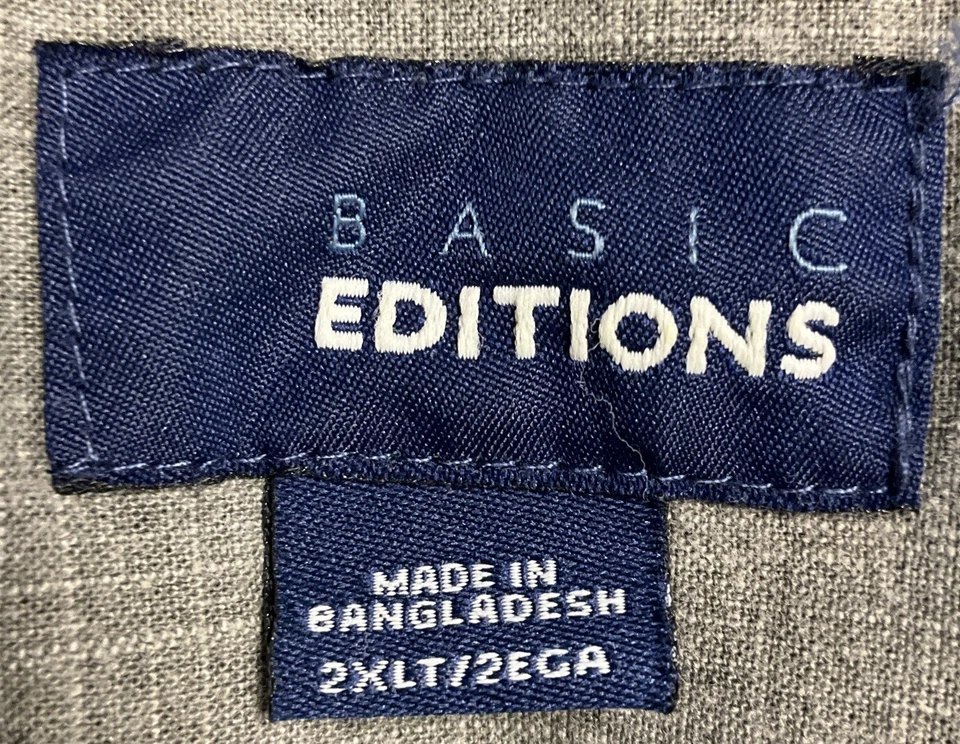 BASIC
EDITIONS
MADE IN
BANGLADESH
2XLT/2EGA